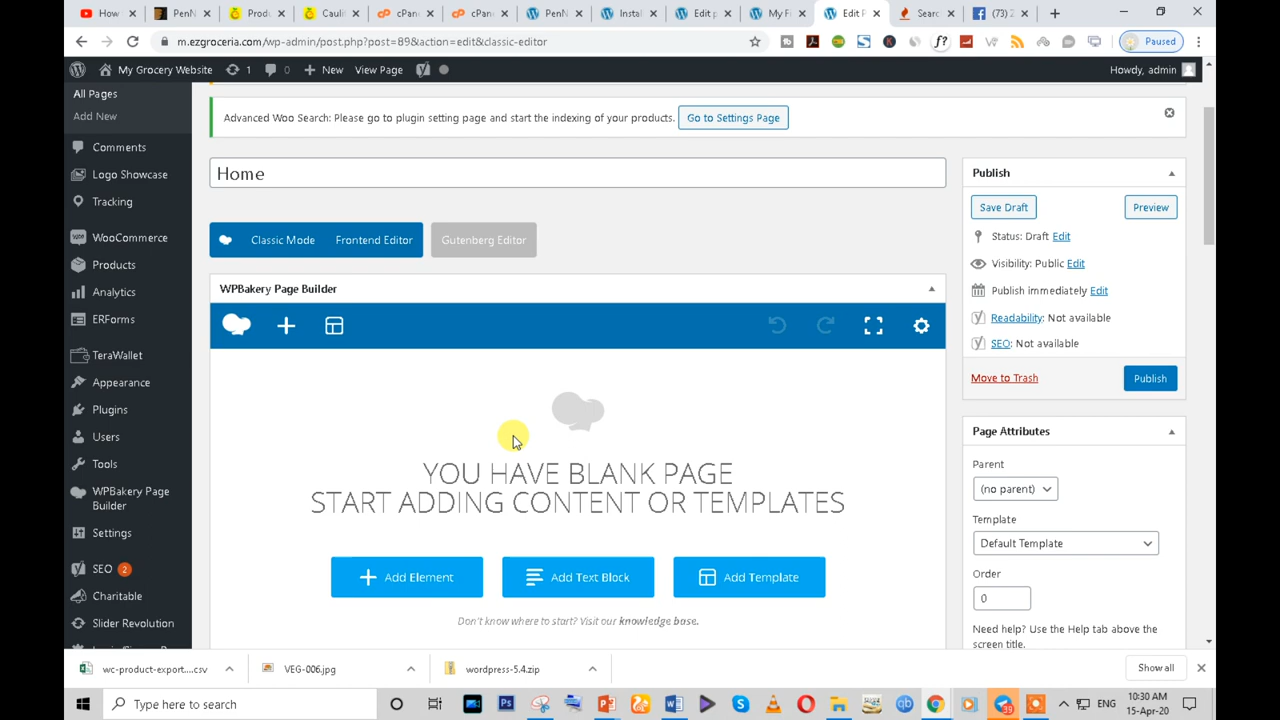 How
PenN
Produ
Cauli
cPan
cPan
PenN
Instal
Edit p
My
Edit P
Searc
(73) 2
m.ezgroceria.com/wp-admin/post.php?post=89&action=edit&classic-editor
Paused
My Grocery Website
1
0
New
View Page
Howdy, admin
All Pages
Add New
Comments
Logo Showcase
Tracking
WooCommerce
Products
Analytics
ERForms
TeraWallet
Appearance
Plugins
Users
Tools
WPBakery Page
Builder
Settings
SEO 2
Charitable
Slider Revolution
Advanced Woo Search: Please go to plugin setting page and start the indexing of your products.
Go to Settings Page
Home
Classic Mode
Frontend Editor
Gutenberg Editor
WPBakery Page Builder
YOU HAVE BLANK PAGE
START ADDING CONTENT OR TEMPLATES
Add Element
Add Text Block
Add Template
Don't know where to start? Visit our knowledge base.
Publish
Save Draft
Preview
Status: Draft Edit
Visibility: Public Edit
Publish immediately Edit
Readability: Not available
SEO: Not available
Move to Trash
Publish
Page Attributes
Parent
(no parent)
Template
Default Template
Order
0
Need help? Use the Help tab above the
screen title.
wc-product-export....csv
VEG-006.jpg
wordpress-5.4.zip
Show all
Type here to search
39
ENG
10:30 AM
15-Apr-20